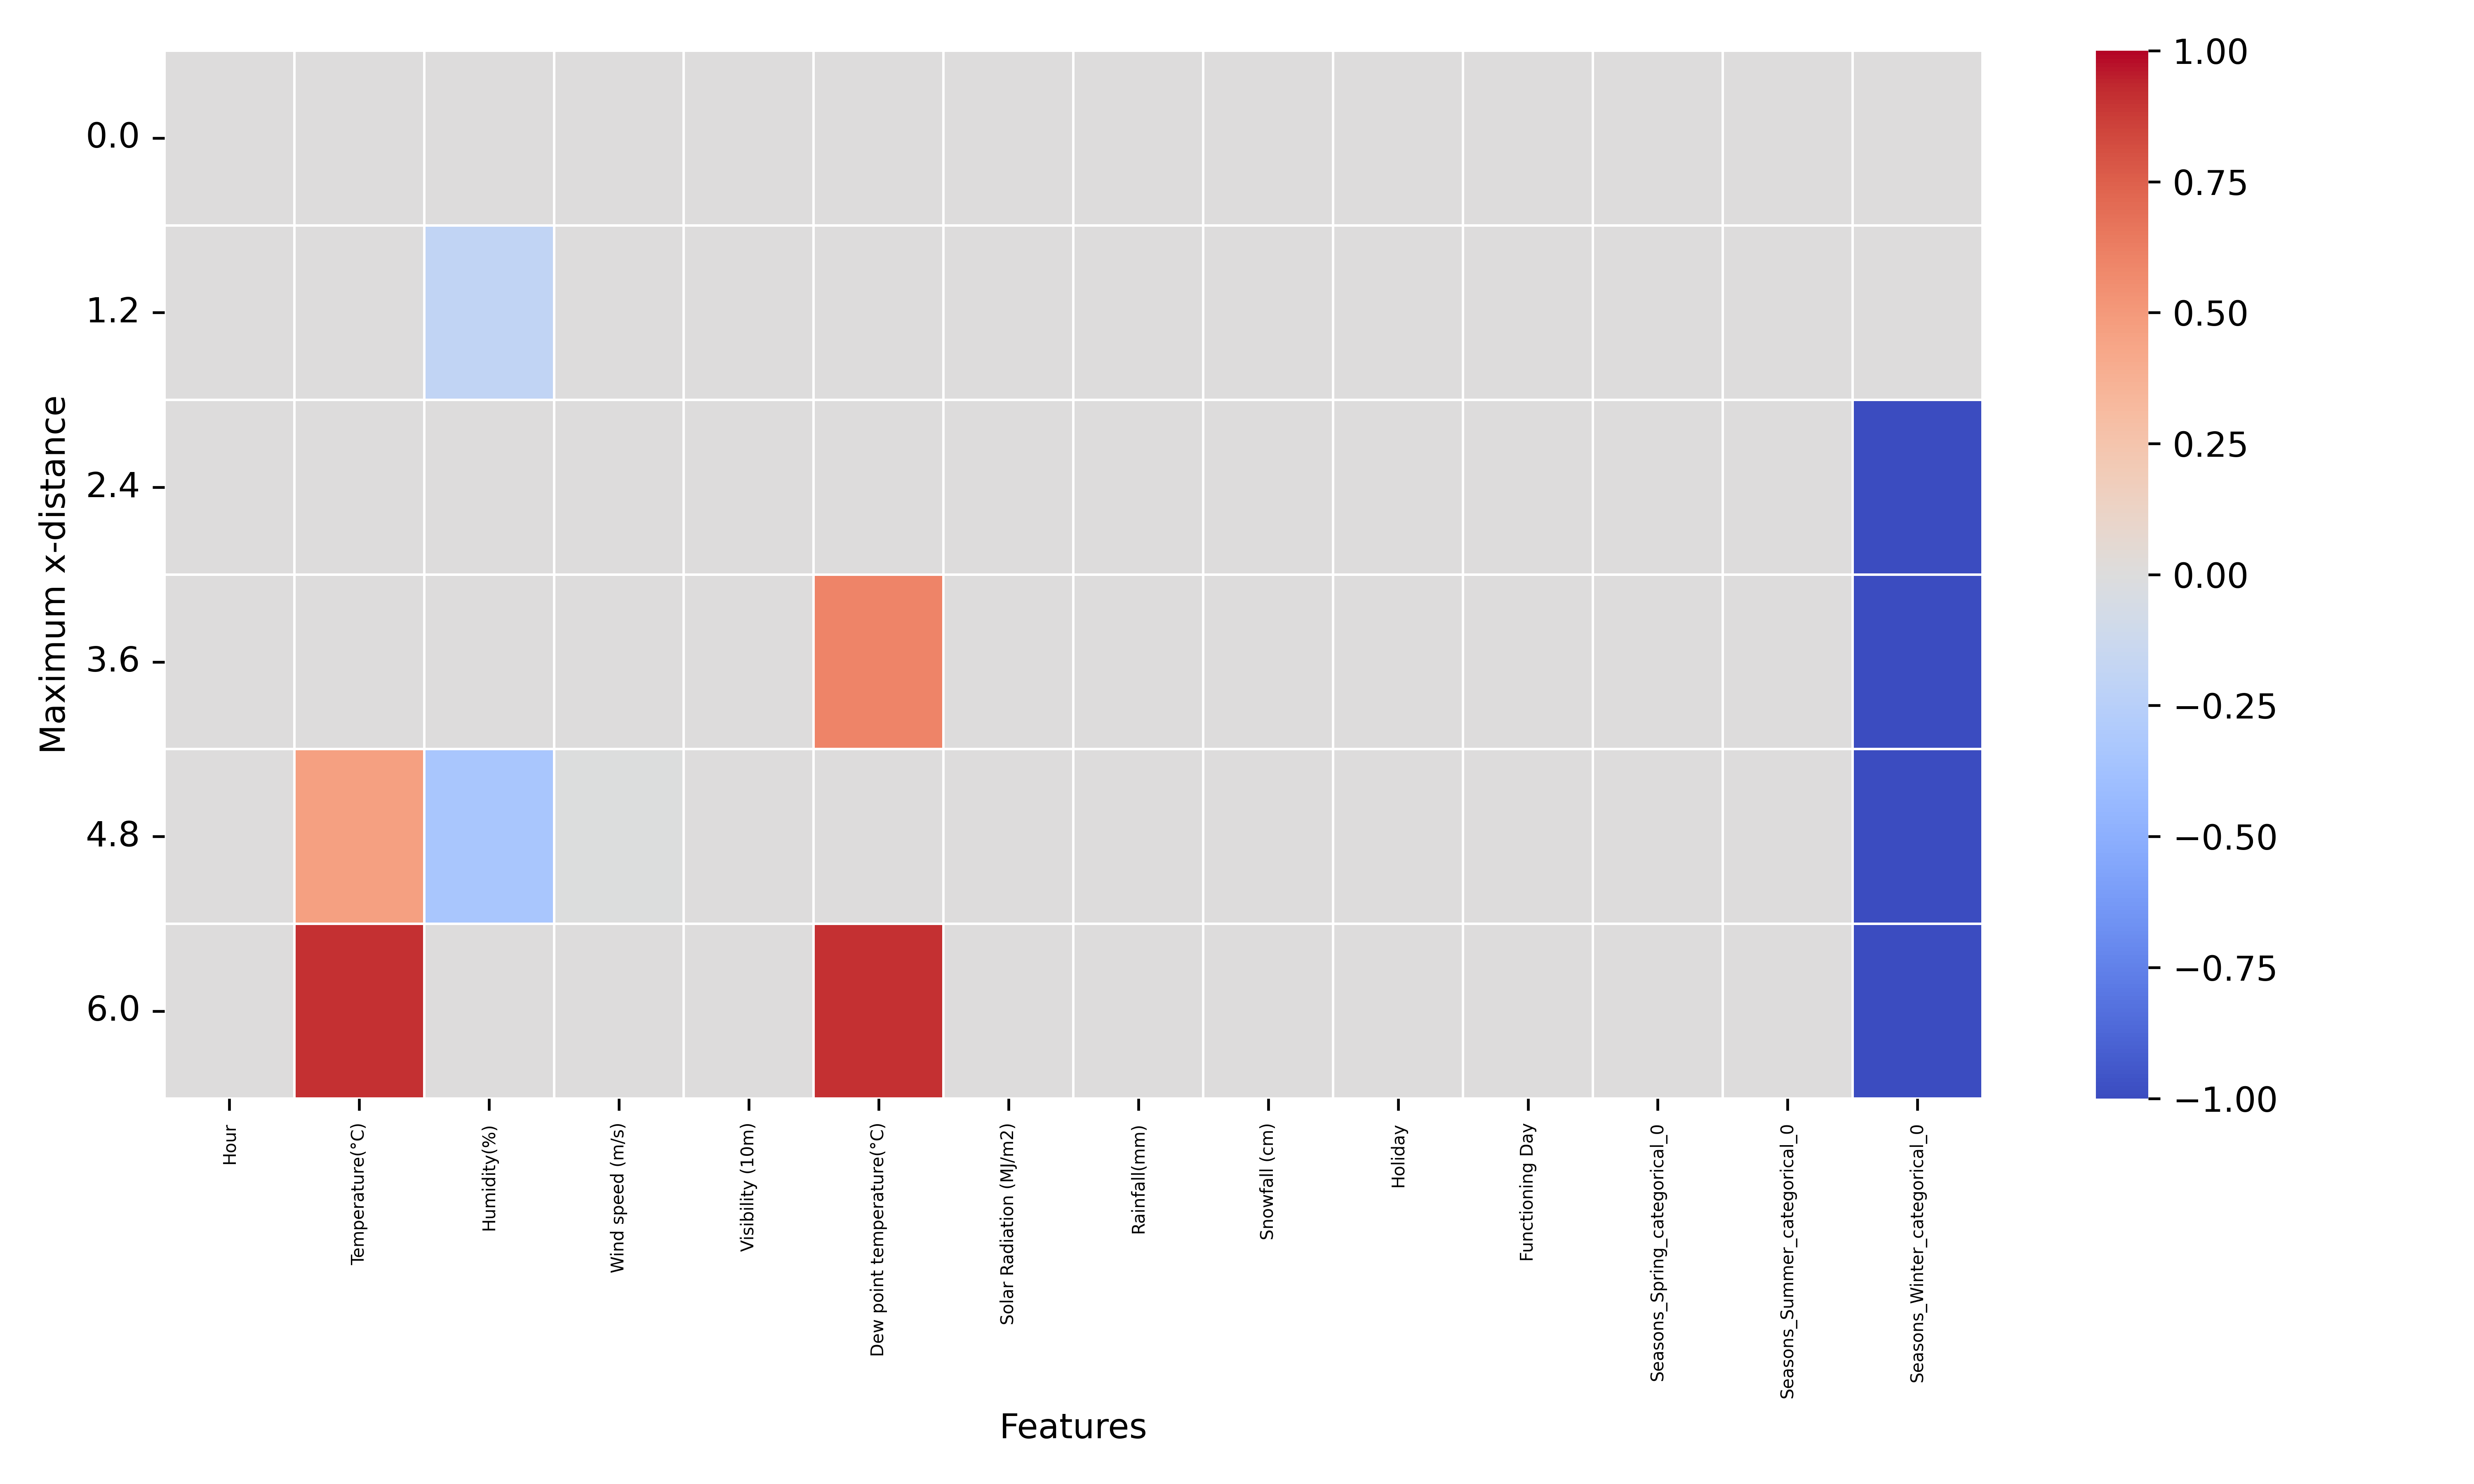 Maximum x-distance
0.0
1.2
2.4
3.6
4.8
6.0
Hour
Temperature(°C)
Humidity(%)
Wind speed (m/s)
Visibility (10m)
Dew point temperature(°C)
Solar Radiation (MJ/m2)
Rainfall(mm)
Snowfall (cm)
Holiday
Functioning Day
Seasons_Spring_categorical_0
Seasons_Summer_categorical_0
Seasons_Winter_categorical_0
Features
1.00
0.75
0.50
0.25
0.00
−0.25
−0.50
−0.75
−1.00